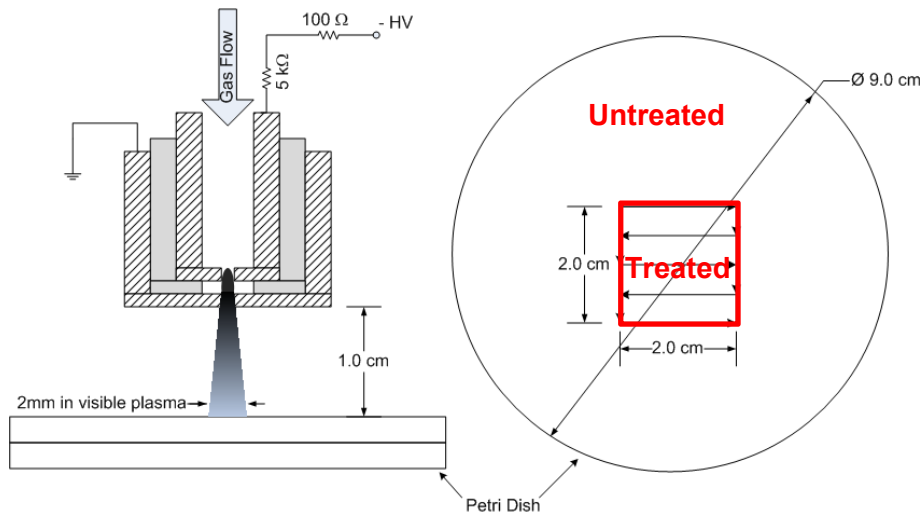 100 Ω
- HV
Gas Flow
5 kΩ
Ø 9.0 cm
Untreated
2.0 cm
Treated
1.0 cm
2.0 cm
2mm in visible plasma
Petri Dish